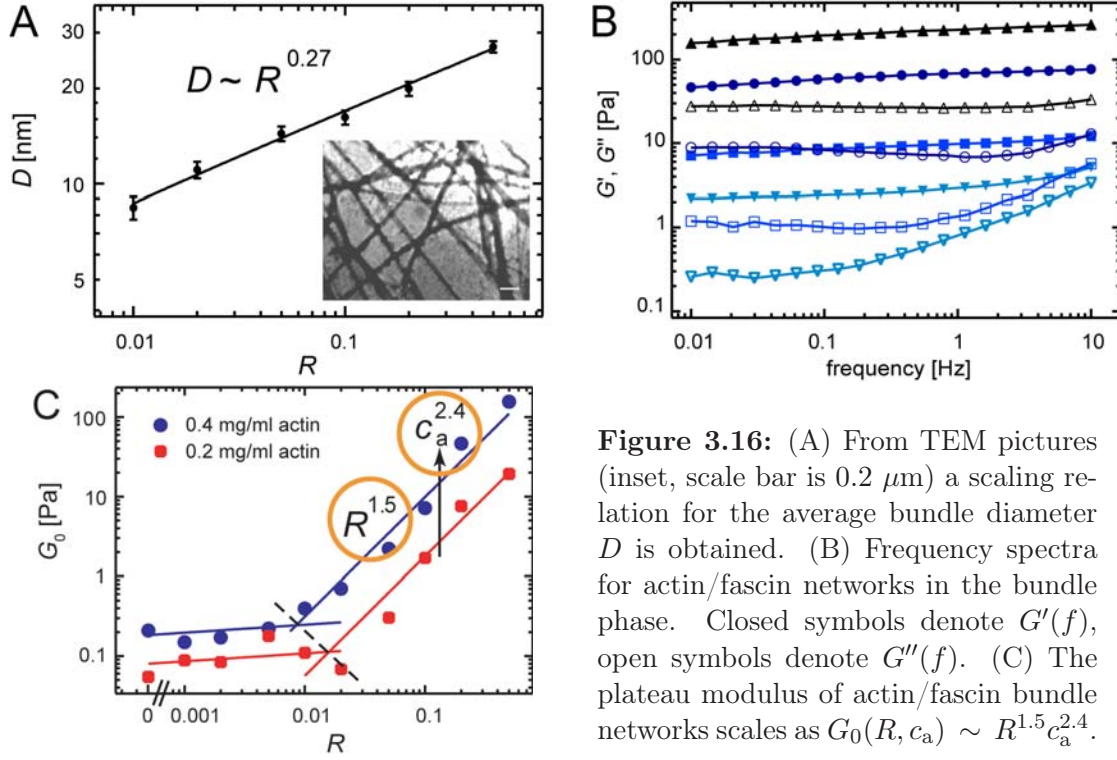 A
30
20
10
5
D [nm]
D ~ R^0.27
0.01
0.1
R
B
100
10
1
0.1
G', G'' [Pa]
0.01
0.1
1
10
frequency [Hz]
C
0.4 mg/ml actin
0.2 mg/ml actin
c_a^2.4
R^1.5
100
10
1
0.1
G_0 [Pa]
0
0.001
0.01
0.1
R
Figure 3.16: (A) From TEM pictures
(inset, scale bar is 0.2 μm) a scaling re-
lation for the average bundle diameter
D is obtained. (B) Frequency spectra
for actin/fascin networks in the bundle
phase. Closed symbols denote G′(f),
open symbols denote G′′(f). (C) The
plateau modulus of actin/fascin bundle
networks scales as G_0(R, c_a) ∼ R^1.5 c_a^2.4.